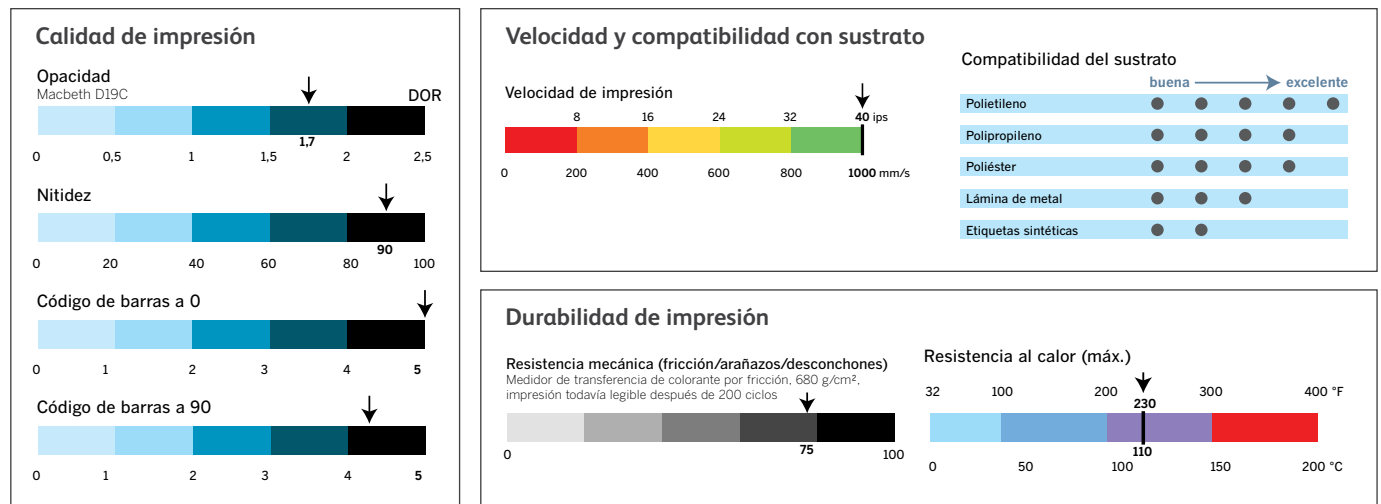 Calidad de impresión
Opacidad
Macbeth D19C
DOR
1,7
0 0,5 1 1,5 2 2,5
Nitidez
90
0 20 40 60 80 100
Código de barras a 0
0 1 2 3 4 5
Código de barras a 90
0 1 2 3 4 5
Velocidad y compatibilidad con sustrato
Velocidad de impresión
8 16 24 32 40 ips
0 200 400 600 800 1000 mm/s
Compatibilidad del sustrato
buena excelente
Polietileno
Polipropileno
Poliéster
Lámina de metal
Etiquetas sintéticas
Durabilidad de impresión
Resistencia mecánica (fricción/arañazos/desconchones)
Medidor de transferencia de colorante por fricción, 680 g/cm²,
impresión todavía legible después de 200 ciclos
0 75 100
Resistencia al calor (máx.)
32 100 200 300 400 °F
230
110
0 50 100 150 200 °C